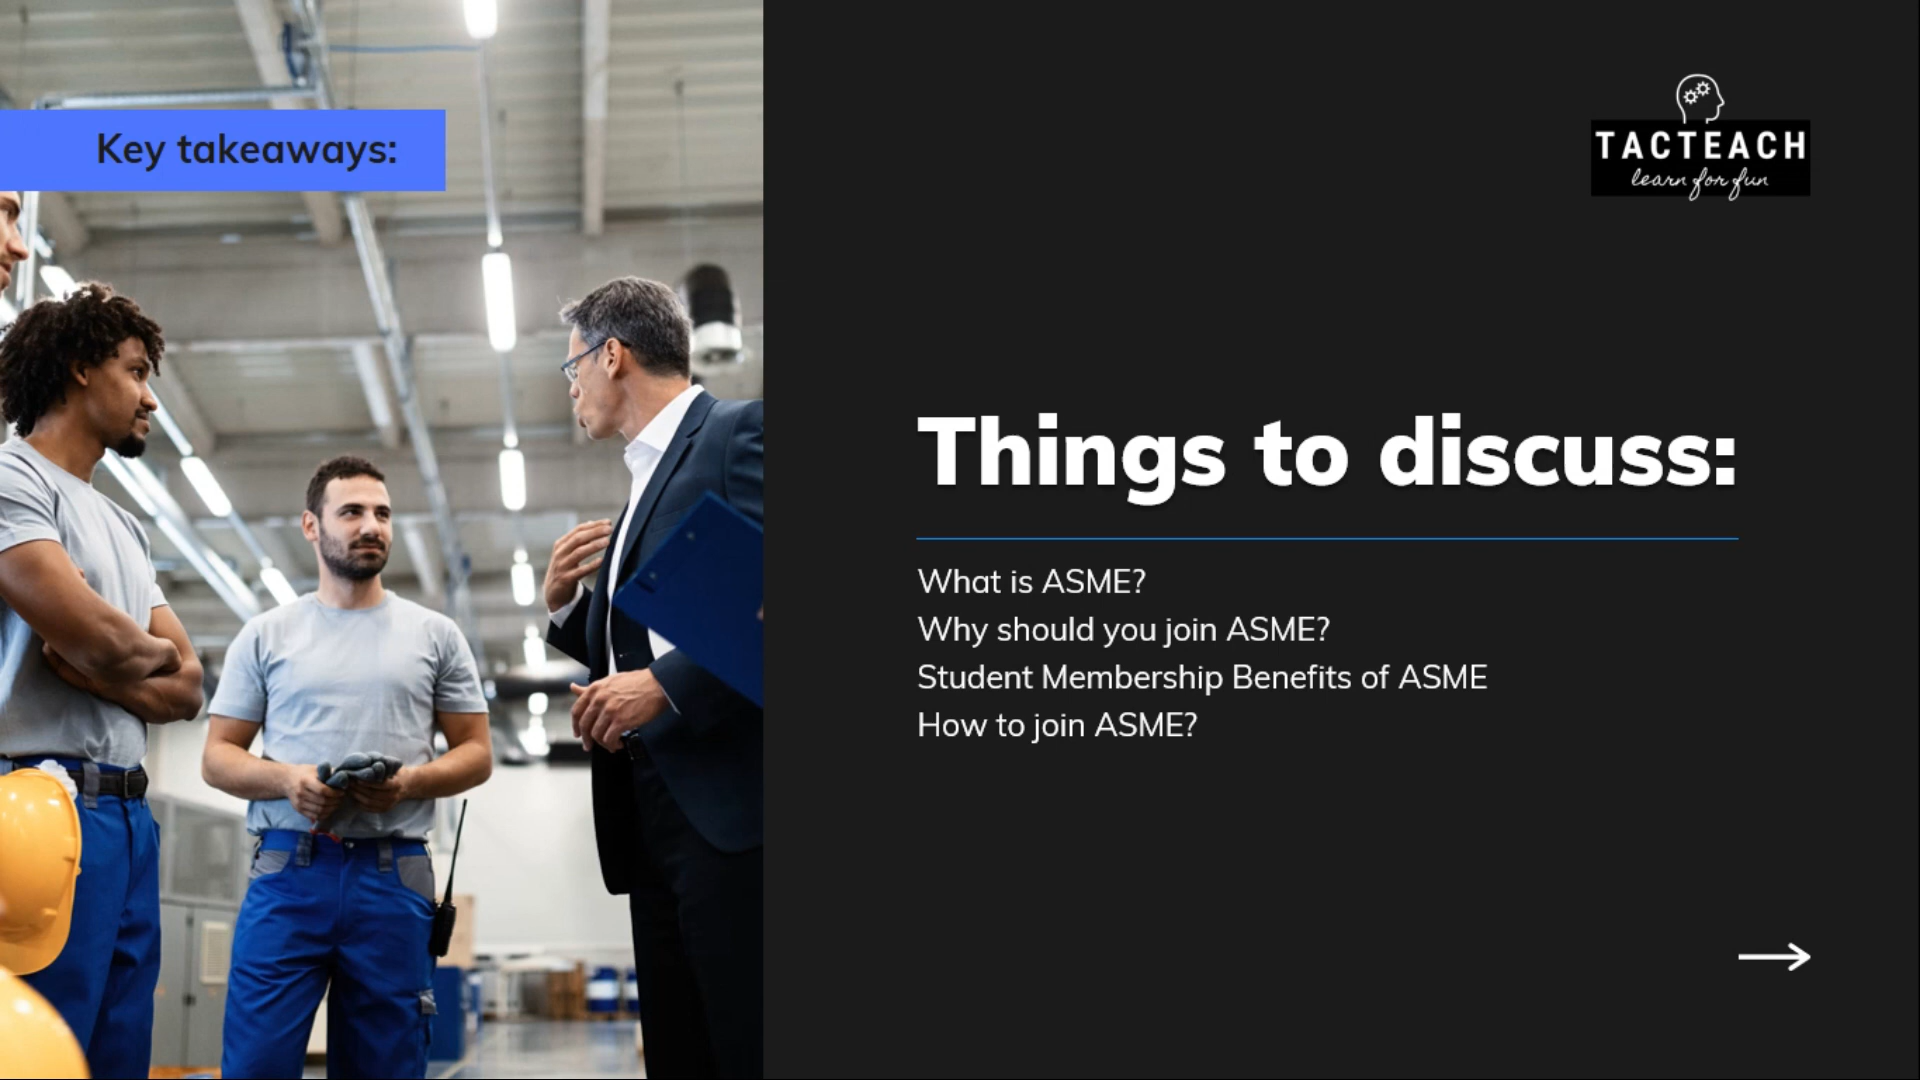 Key takeaways:
TACTEACH
learn for fun
Things to discuss:
What is ASME?
Why should you join ASME?
Student Membership Benefits of ASME
How to join ASME?